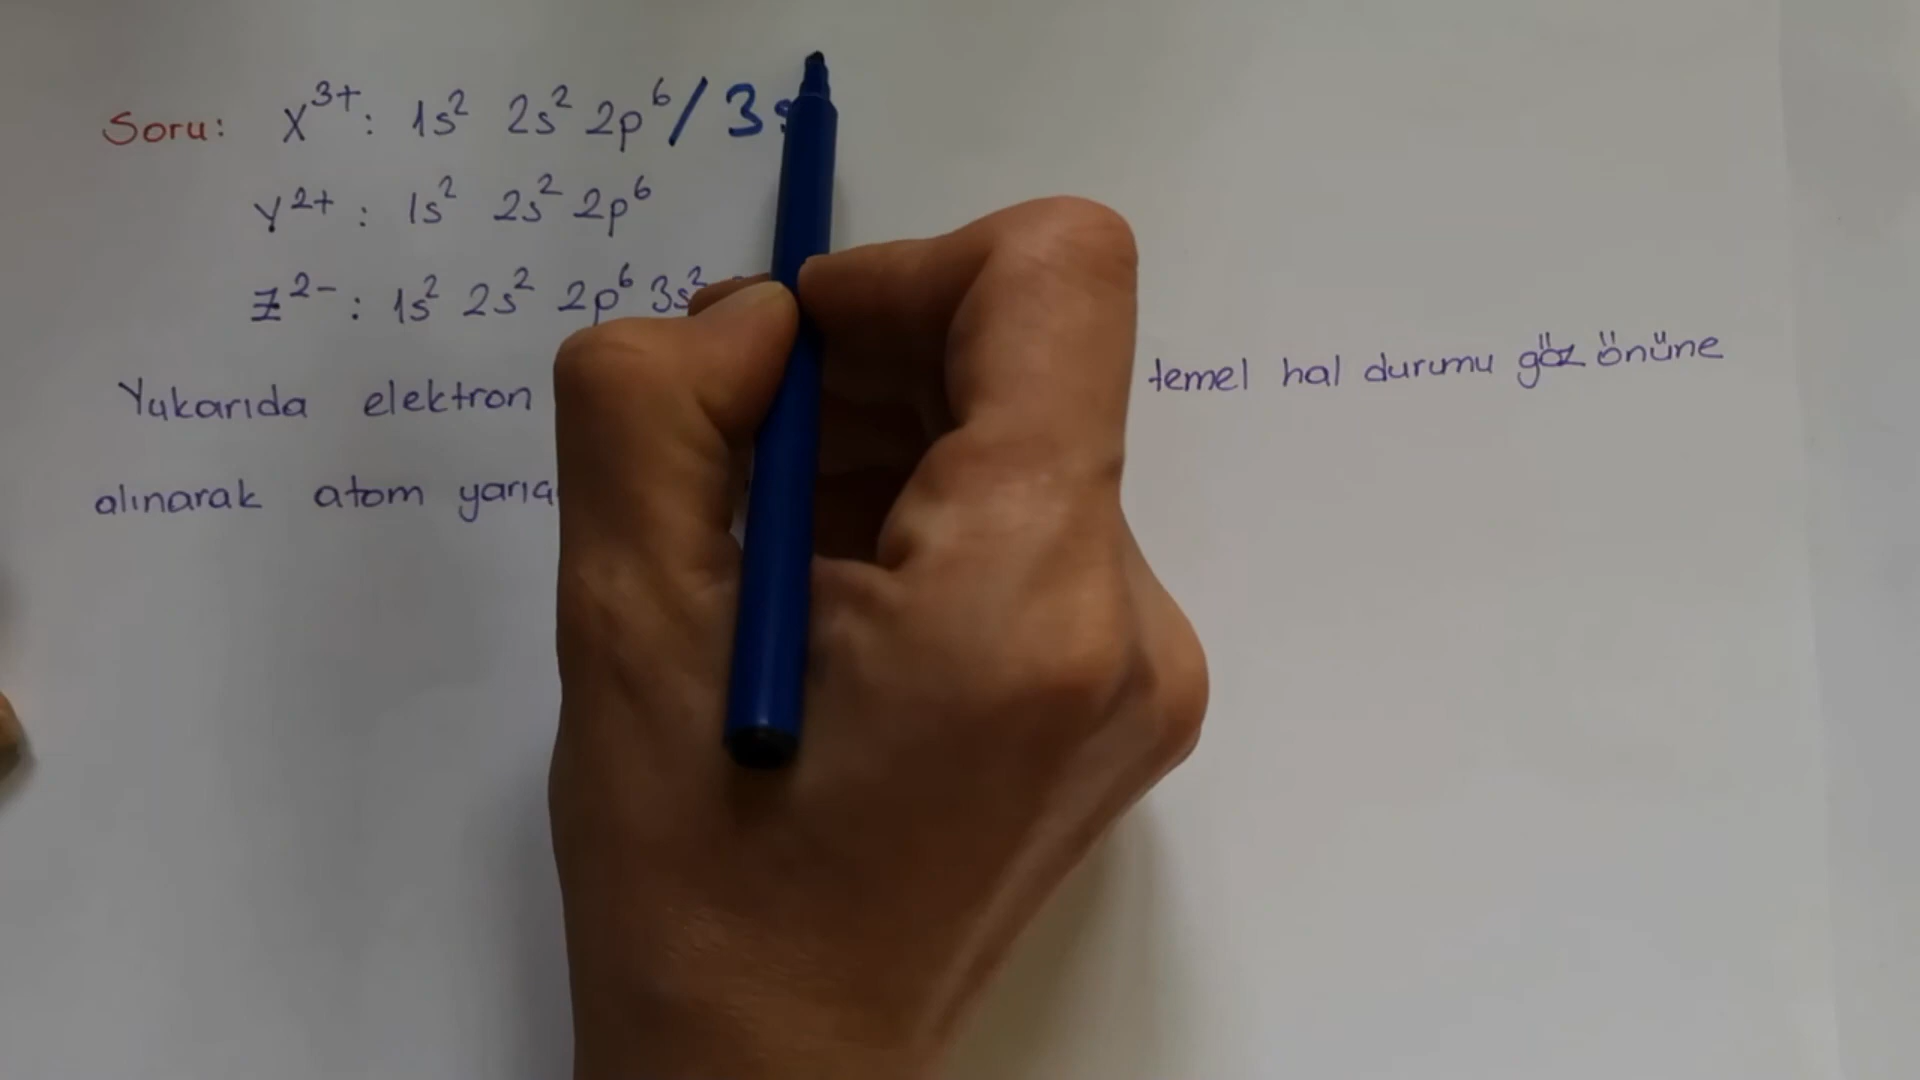 Soru: X³⁺: 1s² 2s² 2p⁶ / 3s
Y²⁺: 1s² 2s² 2p⁶
Z²⁻: 1s² 2s² 2p⁶ 3s²
Yukarıda elektron temel hal durumu göz önüne
alınarak atom